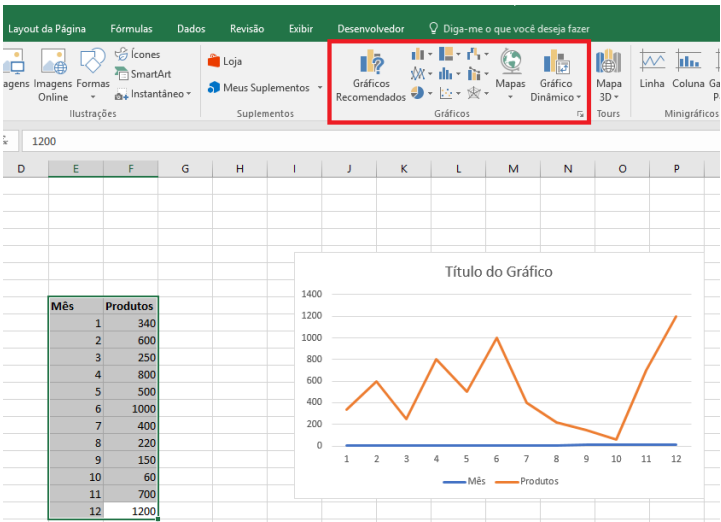 Layout da Página Fórmulas Dados Revisão Exibir Desenvolvedor Diga-me o que você deseja fazer
agens Imagens Online Formas Ícones SmartArt Instantâneo
Ilustrações
Loja
Meus Suplementos
Suplementos
Gráficos Recomendados Mapas Gráfico Dinâmico
Gráficos
Mapa 3D
Tours
Linha Coluna Ga
P
Minigráficos
fx 1200
D E F G H I J K L M N O P
Mês Produtos
1 340
2 600
3 250
4 800
5 500
6 1000
7 400
8 220
9 150
10 60
11 700
12 1200
Título do Gráfico
1400
1200
1000
800
600
400
200
0
1 2 3 4 5 6 7 8 9 10 11 12
Mês Produtos